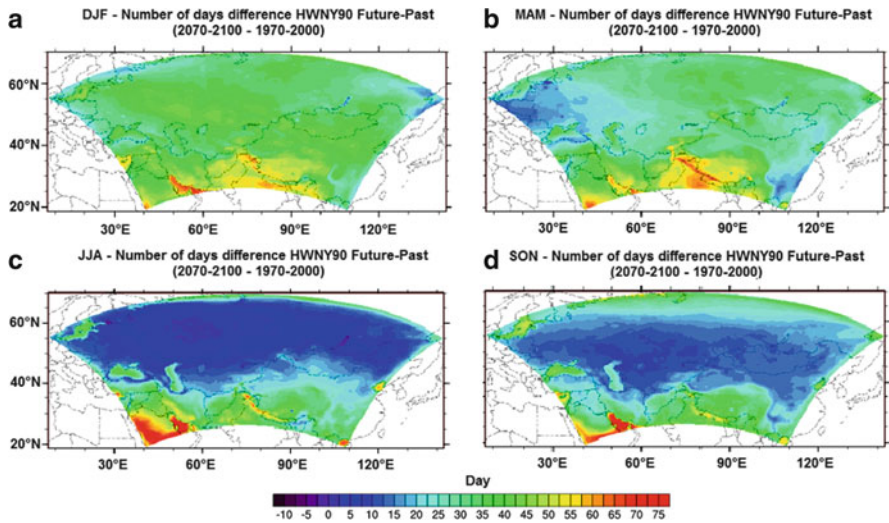 a
DJF - Number of days difference HWNY90 Future-Past
(2070-2100 - 1970-2000)
60°N
40°N
20°N
30°E 60°E 90°E 120°E
b
MAM - Number of days difference HWNY90 Future-Past
(2070-2100 - 1970-2000)
60°N
40°N
20°N
30°E 60°E 90°E 120°E
c
JJA - Number of days difference HWNY90 Future-Past
(2070-2100 - 1970-2000)
60°N
40°N
20°N
30°E 60°E 90°E 120°E
d
SON - Number of days difference HWNY90 Future-Past
(2070-2100 - 1970-2000)
30°E 60°E 90°E 120°E
Day
-10 -5 0 5 10 15 20 25 30 35 40 45 50 55 60 65 70 75